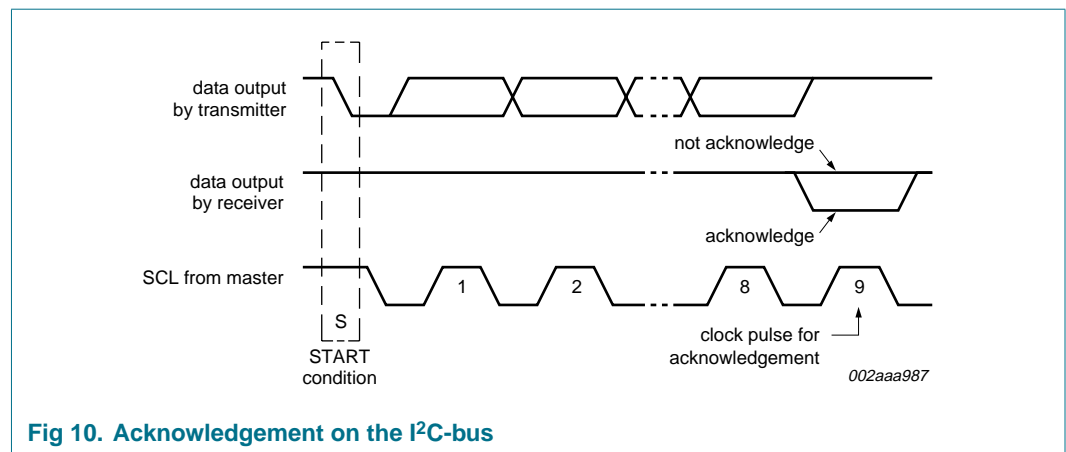 data output
by transmitter
not acknowledge
data output
by receiver
acknowledge
SCL from master
1
2
8
9
S
START
condition
clock pulse for
acknowledgement
002aaa987
Fig 10. Acknowledgement on the I²C-bus